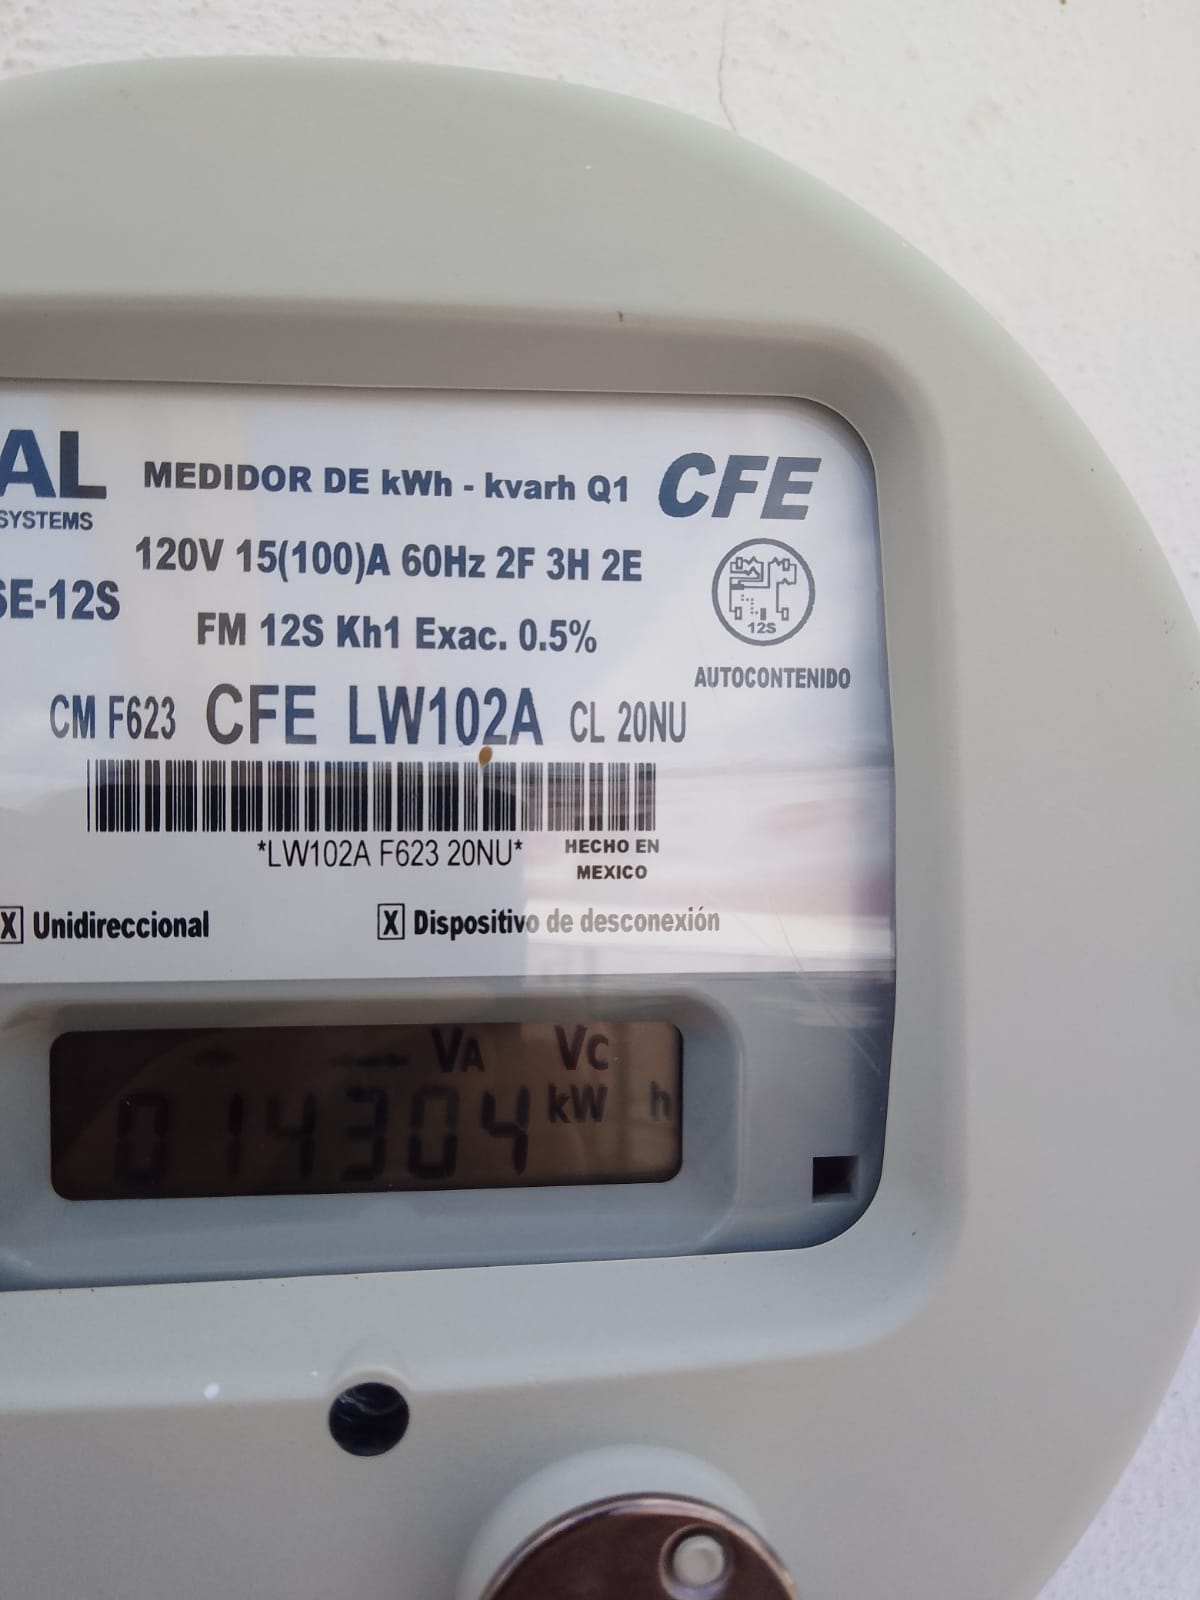 AL
SYSTEMS
MEDIDOR DE kWh - kvarh Q1
CFE
120V 15(100)A 60Hz 2F 3H 2E
SE-12S
FM 12S Kh1 Exac. 0.5%
12S
AUTOCONTENIDO
CM F623 CFE LW102A CL 20NU
*LW102A F623 20NU*
HECHO EN
MEXICO
X Unidireccional
X Dispositivo de desconexión
VA VC
014304 kW h